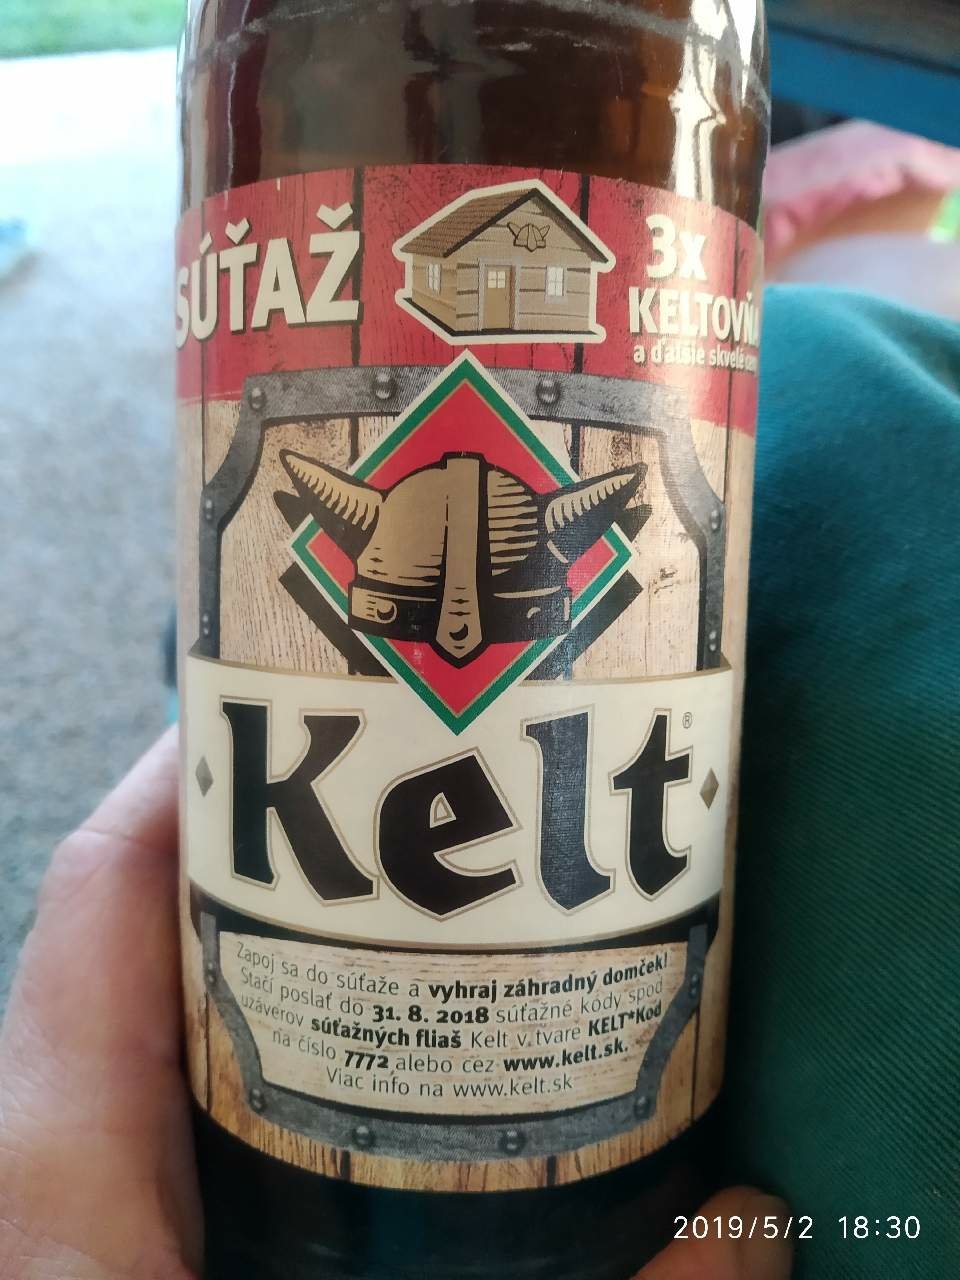 SÚŤAŽ
3x
KELTOVŇA
a ďalšie skvelé
Kelt®
Zapoj sa do súťaže a vyhraj záhradný domček!
Stačí poslať do 31. 8. 2018 súťažné kódy spod
uzáverov súťažných fliaš Kelt v tvare KELT*Kod
na číslo 7772 alebo cez www.kelt.sk.
Viac info na www.kelt.sk
2019/5/2 18:30